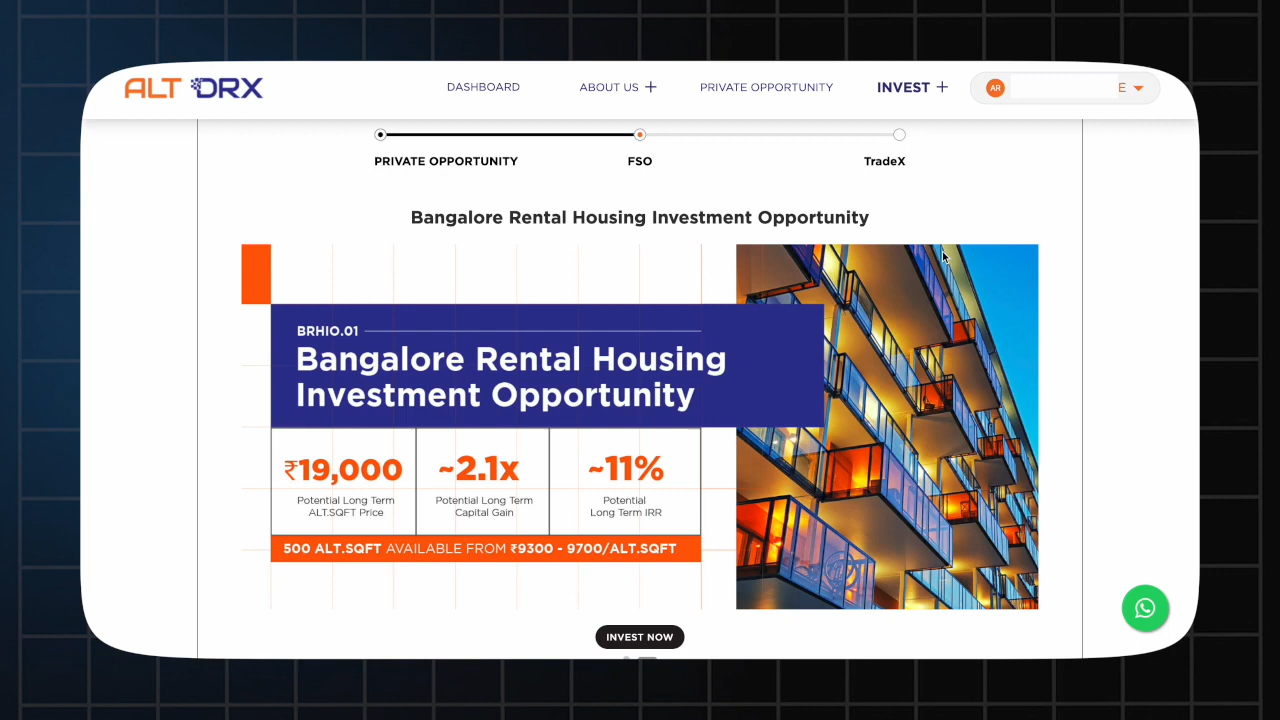 ALT DRX
DASHBOARD
ABOUT US +
PRIVATE OPPORTUNITY
INVEST +
AR
E
PRIVATE OPPORTUNITY
FSO
TradeX
Bangalore Rental Housing Investment Opportunity
BRHIO.01
Bangalore Rental Housing
Investment Opportunity
₹19,000
Potential Long Term
ALT.SQFT Price
~2.1x
Potential Long Term
Capital Gain
~11%
Potential
Long Term IRR
500 ALT.SQFT AVAILABLE FROM ₹9300 - 9700/ALT.SQFT
INVEST NOW